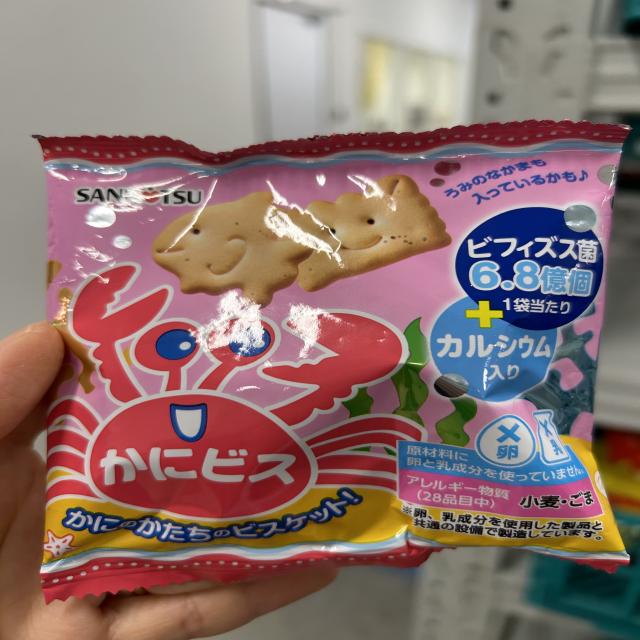 SANKOTSU
うみのなかまも
入っているかも♪
ビフィズス菌
6.8億個
1袋当たり
+
カルシウム
入り
かにビス
かにのかたちのビスケット!
×
卵
×
乳
原材料に
卵と乳成分を使っていません。
アレルギー物質
(28品目中)
小麦・ごま
※卵、乳成分を使用した製品と
共通の設備で製造しています。